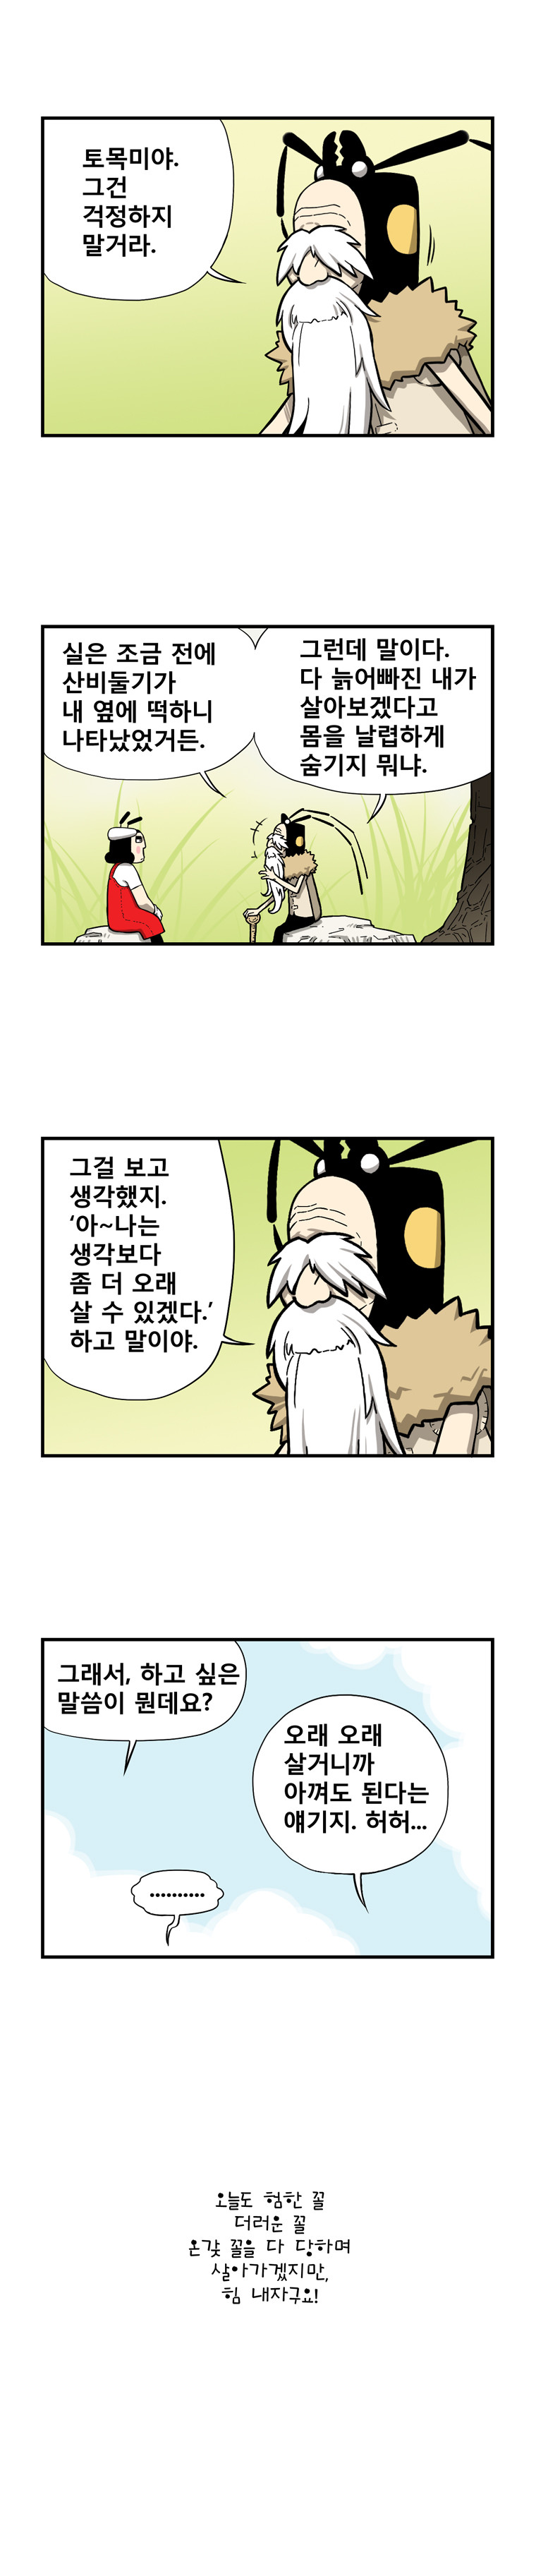 토목미야.
그건
걱정하지
말거라.
실은 조금 전에
산비둘기가
내 옆에 떡하니
나타났었거든.
그런데 말이다.
다 늙어빠진 내가
살아보겠다고
몸을 날렵하게
숨기지 뭐냐.
그걸 보고
생각했지.
‘아~나는
생각보다
좀 더 오래
살 수 있겠다.’
하고 말이야.
그래서, 하고 싶은
말씀이 뭔데요?
오래 오래
살거니까
아껴도 된다는
얘기지. 허허...
..........
오늘도 험한 꼴
더러운 꼴
온갖 꼴을 다 당하며
살아가겠지만,
힘 내자구요!